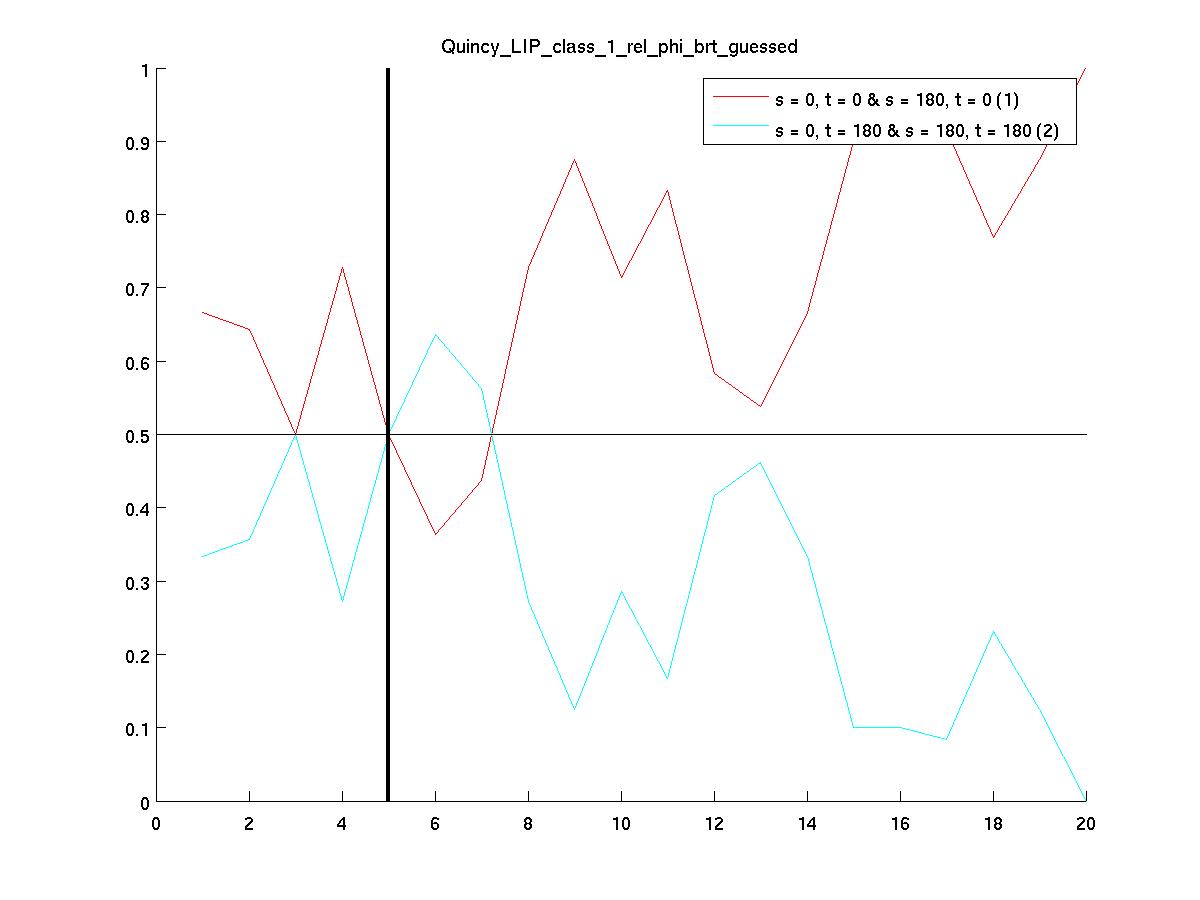 Quincy_LIP_class_1_rel_phi_brt_guessed
s = 0, t = 0 & s = 180, t = 0 (1)
s = 0, t = 180 & s = 180, t = 180 (2)
1
0.9
0.8
0.7
0.6
0.5
0.4
0.3
0.2
0.1
0
0 2 4 6 8 10 12 14 16 18 20